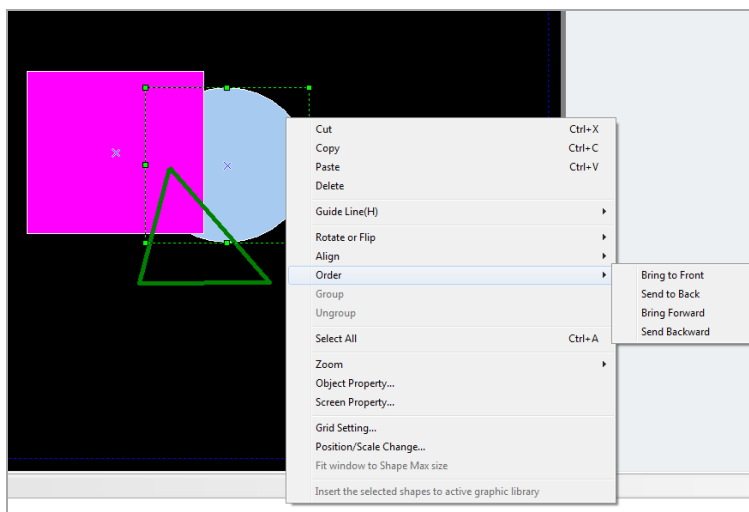 Cut Ctrl+X
Copy Ctrl+C
Paste Ctrl+V
Delete
Guide Line(H)
Rotate or Flip
Align
Order
Group
Ungroup
Select All Ctrl+A
Zoom
Object Property...
Screen Property...
Grid Setting...
Position/Scale Change...
Fit window to Shape Max size
Insert the selected shapes to active graphic library
Bring to Front
Send to Back
Bring Forward
Send Backward